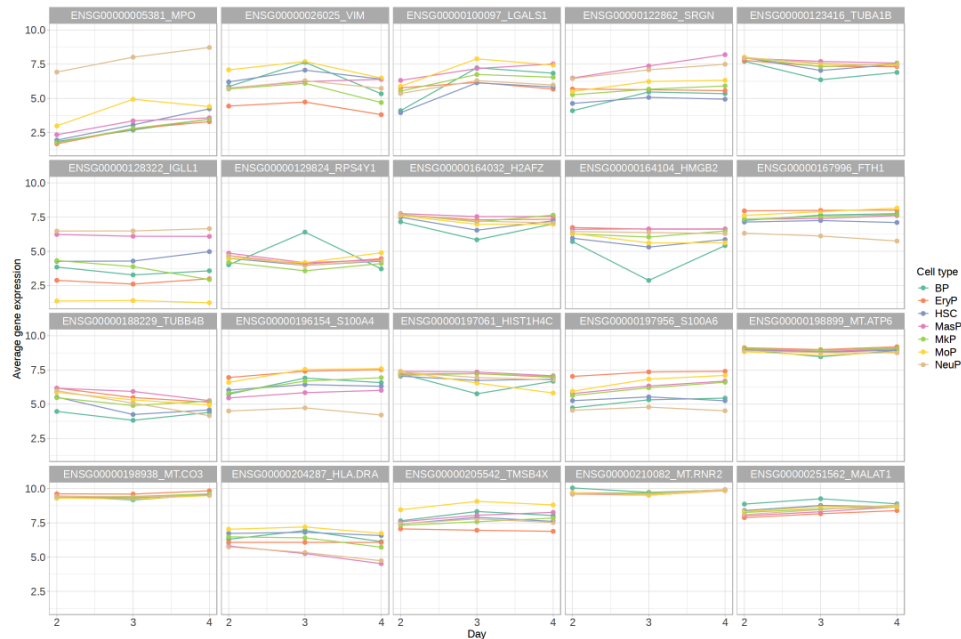 ENSG00000005381_MPO
ENSG00000026025_VIM
ENSG00000100097_LGALS1
ENSG00000122862_SRGN
ENSG00000123416_TUBA1B
10.0
7.5
5.0
2.5
ENSG00000128322_IGLL1
ENSG00000129824_RPS4Y1
ENSG00000164032_H2AFZ
ENSG00000164104_HMGB2
ENSG00000167996_FTH1
10.0
7.5
5.0
2.5
ENSG00000188229_TUBB4B
ENSG00000196154_S100A4
ENSG00000197061_HIST1H4C
ENSG00000197956_S100A6
ENSG00000198899_MT.ATP6
10.0
7.5
5.0
2.5
ENSG00000198938_MT.CO3
ENSG00000204287_HLA.DRA
ENSG00000205542_TMSB4X
ENSG00000210082_MT.RNR2
ENSG00000251562_MALAT1
10.0
7.5
5.0
2.5
2 3 4
2 3 4
2 3 4
2 3 4
2 3 4
Day
Average gene expression
Cell type
BP
EryP
HSC
MasP
MkP
MoP
NeuP